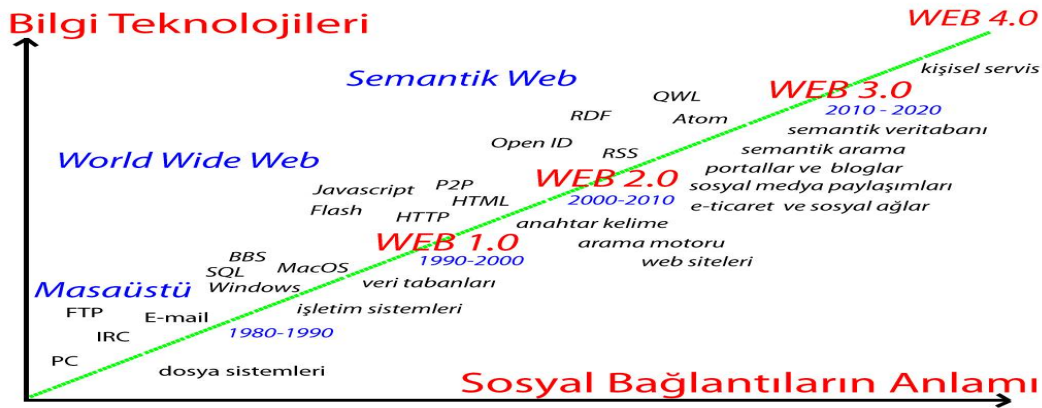 Bilgi Teknolojileri
WEB 4.0
kişisel servis
Semantik Web
WEB 3.0
QWL
2010 - 2020
RDF
Atom
semantik veritabanı
Open ID
semantik arama
RSS
World Wide Web
portallar ve bloglar
WEB 2.0
sosyal medya paylaşımları
Javascript
P2P
HTML
2000-2010
e-ticaret ve sosyal ağlar
Flash
HTTP
anahtar kelime
WEB 1.0
arama motoru
BBS
1990-2000
web siteleri
SQL
MacOS
veri tabanları
Masaüstü
Windows
işletim sistemleri
FTP
E-mail
IRC
1980-1990
PC
dosya sistemleri
Sosyal Bağlantıların Anlamı